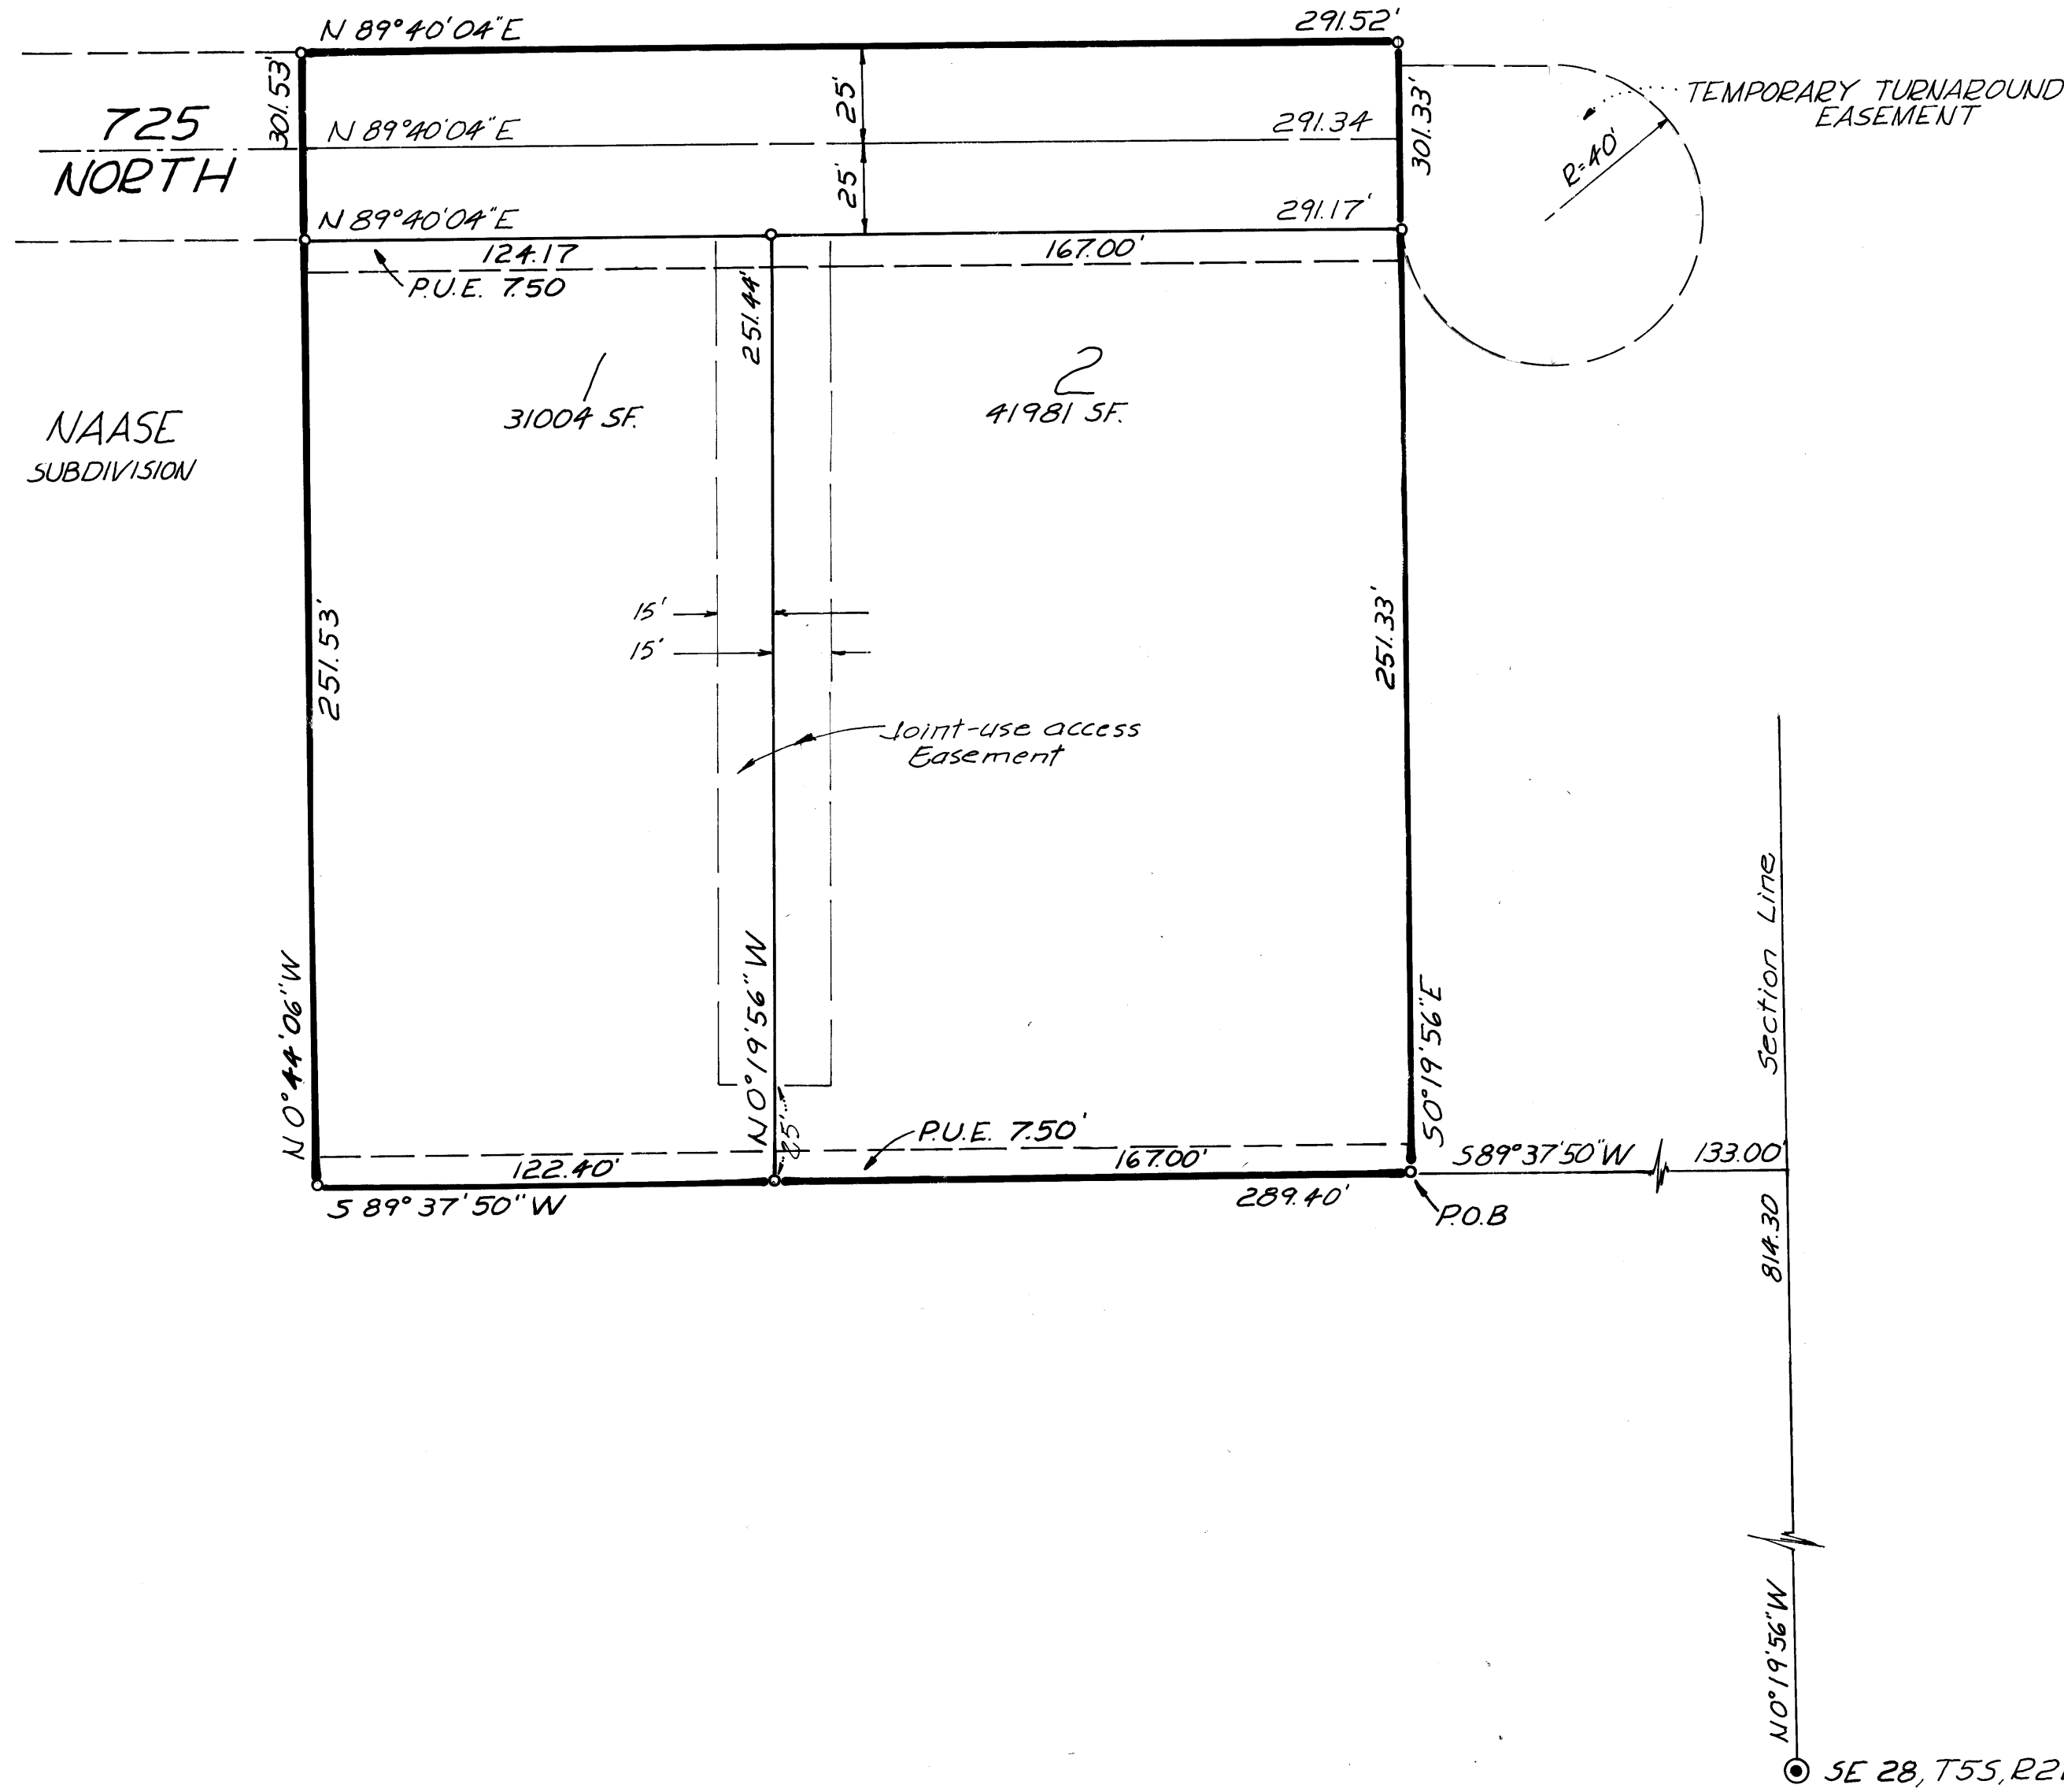 N 89°40'04"E
291.52'
301.53'
725
NORTH
N 89°40'04"E
25'
25'
291.34
301.33'
TEMPORARY TURNAROUND
EASEMENT
R=40'
N 89°40'04"E
291.17'
124.17
167.00'
P.U.E. 7.50
251.44'
1
31004 SF.
2
41981 SF.
NAASE
SUBDIVISION
15'
15'
251.53'
251.33'
Joint-use access
Easement
Section Line
N 0°44'06"W
N 0°19'56"W
S 0°19'56"E
25'
P.U.E. 7.50'
122.40'
167.00'
S 89°37'50"W
289.40'
S 89°37'50"W
133.00'
P.O.B
814.30
N 0°19'56"W
SE 28, T5S, R2